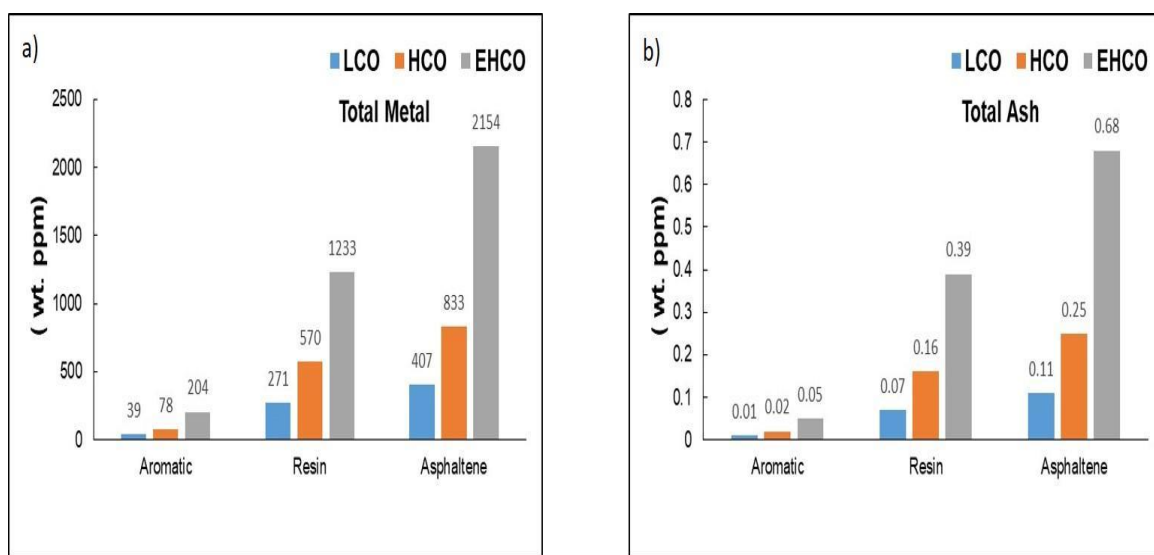 a)
LCO HCO EHCO
Total Metal
( wt. ppm)
2500
2000
1500
1000
500
0
39 78 204
271 570 1233
407 833 2154
Aromatic Resin Asphaltene
b)
LCO HCO EHCO
Total Ash
( wt. ppm)
0.8
0.7
0.6
0.5
0.4
0.3
0.2
0.1
0
0.01 0.02 0.05
0.07 0.16 0.39
0.11 0.25 0.68
Aromatic Resin Asphaltene